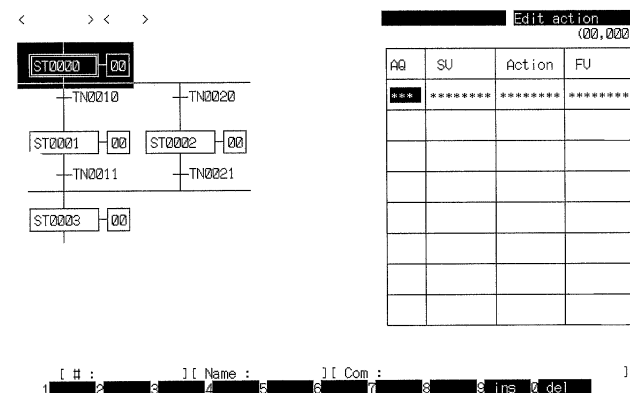 < > < >
Edit action
(00,000
ST0000 00
TN0010 TN0020
ST0001 00 ST0002 00
TN0011 TN0021
ST0003 00
AQ SV Action FV
*** ******** ******** ********
[ # : ][ Name : ][ Com : ]
1 2 3 4 5 6 7 8 9 ins 0 del